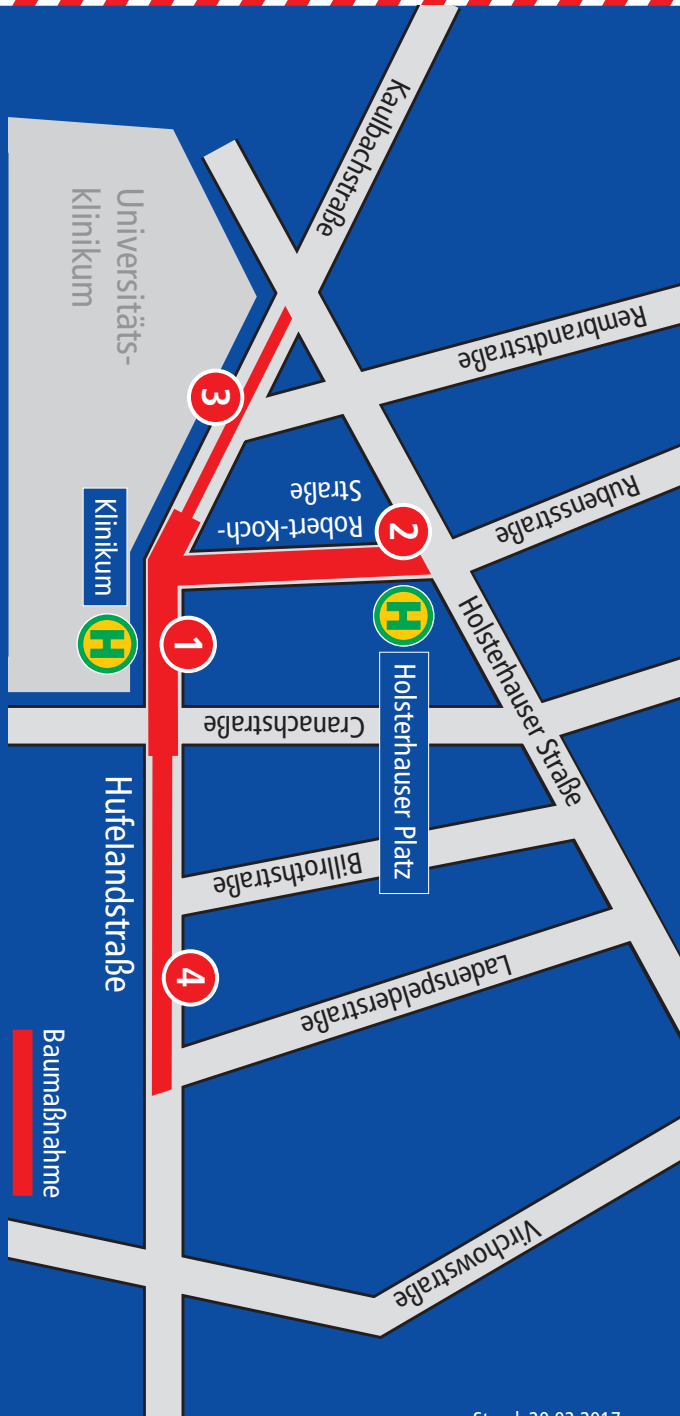 Kaulbachstraße
Universitäts-
klinikum
Rembrandtstraße
3
Robert-Koch-
Straße
2
Rubensstraße
Klinikum
H
1
H
Holsterhauser Platz
Holsterhauser Straße
Cranachstraße
Hufelandstraße
Billrothstraße
4
Ladenspelderstraße
Baumaßnahme
Virchowstraße